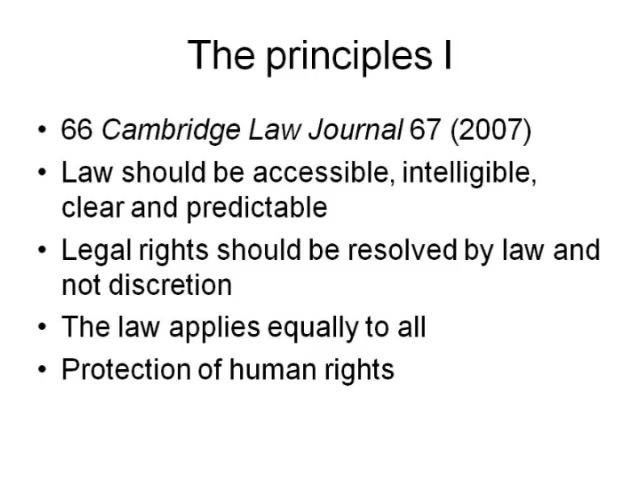 The principles I
• 66 Cambridge Law Journal 67 (2007)
• Law should be accessible, intelligible,
clear and predictable
• Legal rights should be resolved by law and
not discretion
• The law applies equally to all
• Protection of human rights